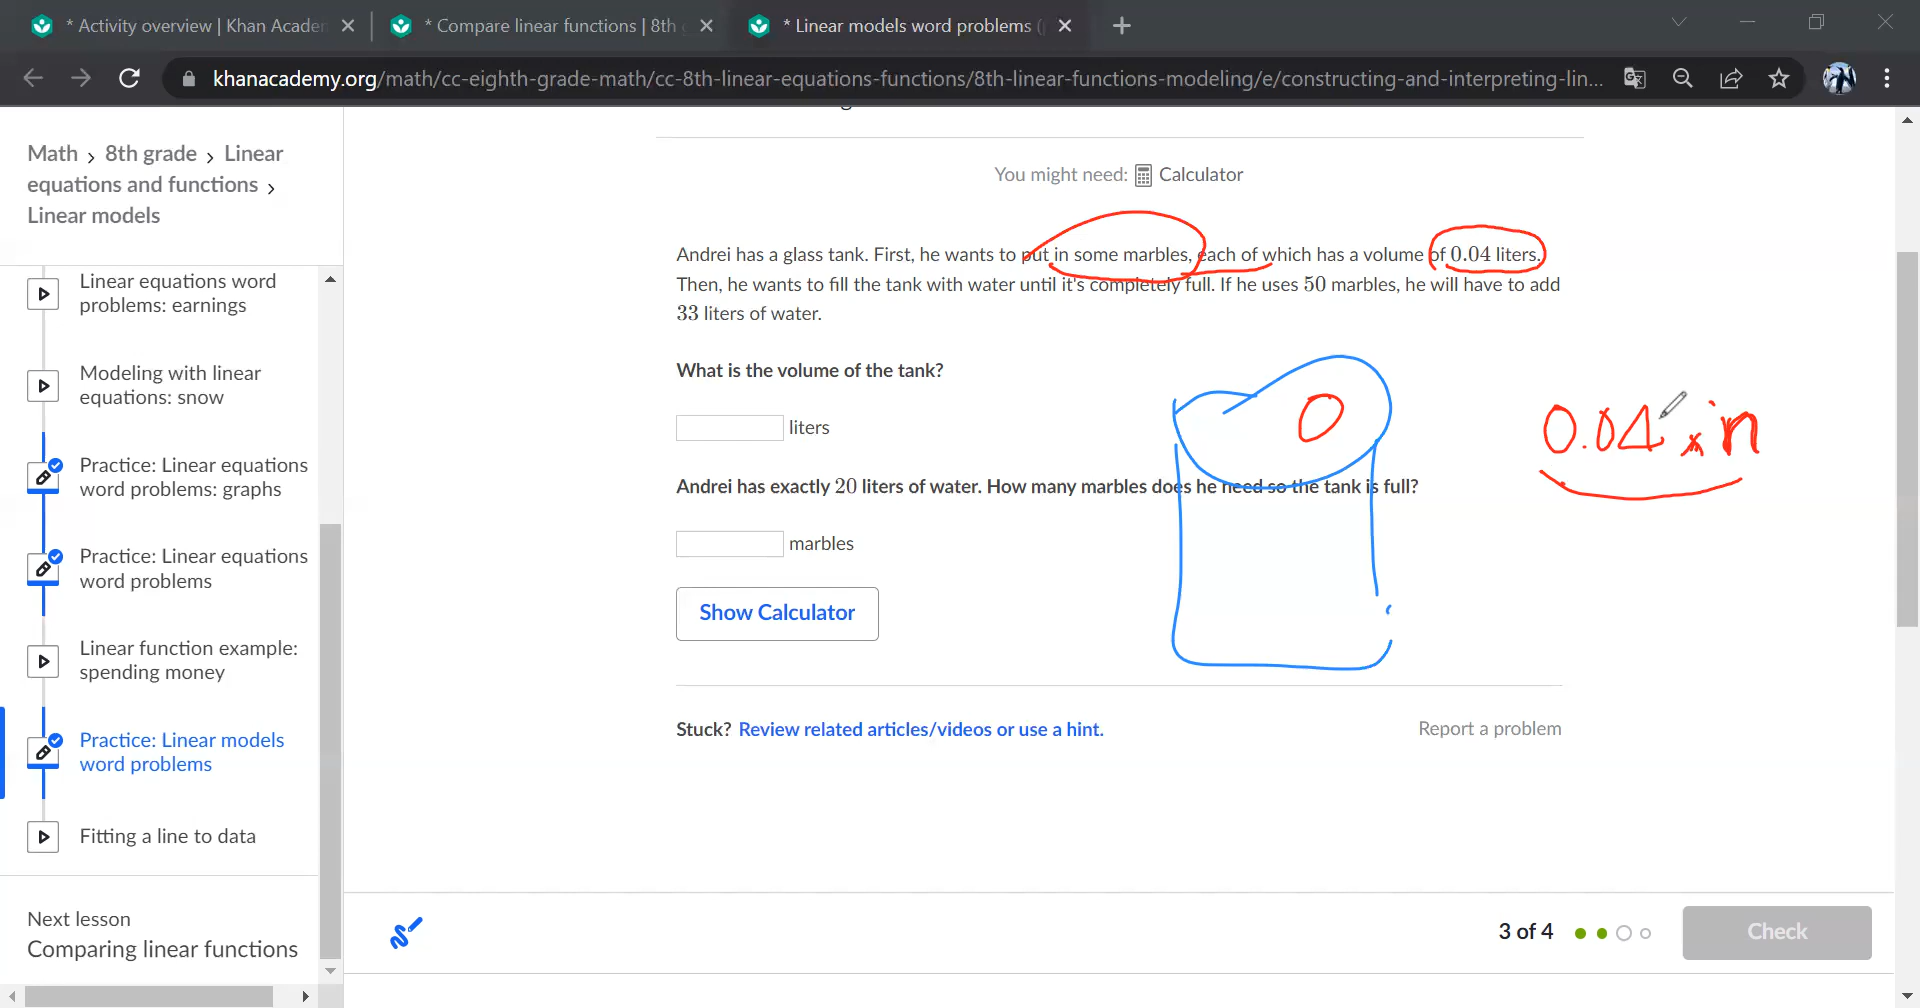 * Activity overview | Khan Academ
* Compare linear functions | 8th g
* Linear models word problems (p
khanacademy.org/math/cc-eighth-grade-math/cc-8th-linear-equations-functions/8th-linear-functions-modeling/e/constructing-and-interpreting-lin...
Math > 8th grade > Linear
equations and functions >
Linear models
Linear equations word
problems: earnings
Modeling with linear
equations: snow
Practice: Linear equations
word problems: graphs
Practice: Linear equations
word problems
Linear function example:
spending money
Practice: Linear models
word problems
Fitting a line to data
Next lesson
Comparing linear functions
You might need: Calculator
Andrei has a glass tank. First, he wants to put in some marbles, each of which has a volume of 0.04 liters.
Then, he wants to fill the tank with water until it's completely full. If he uses 50 marbles, he will have to add
33 liters of water.
What is the volume of the tank?
liters
0.04 × n
Andrei has exactly 20 liters of water. How many marbles does he need so the tank is full?
marbles
Show Calculator
Stuck? Review related articles/videos or use a hint.
Report a problem
3 of 4
Check